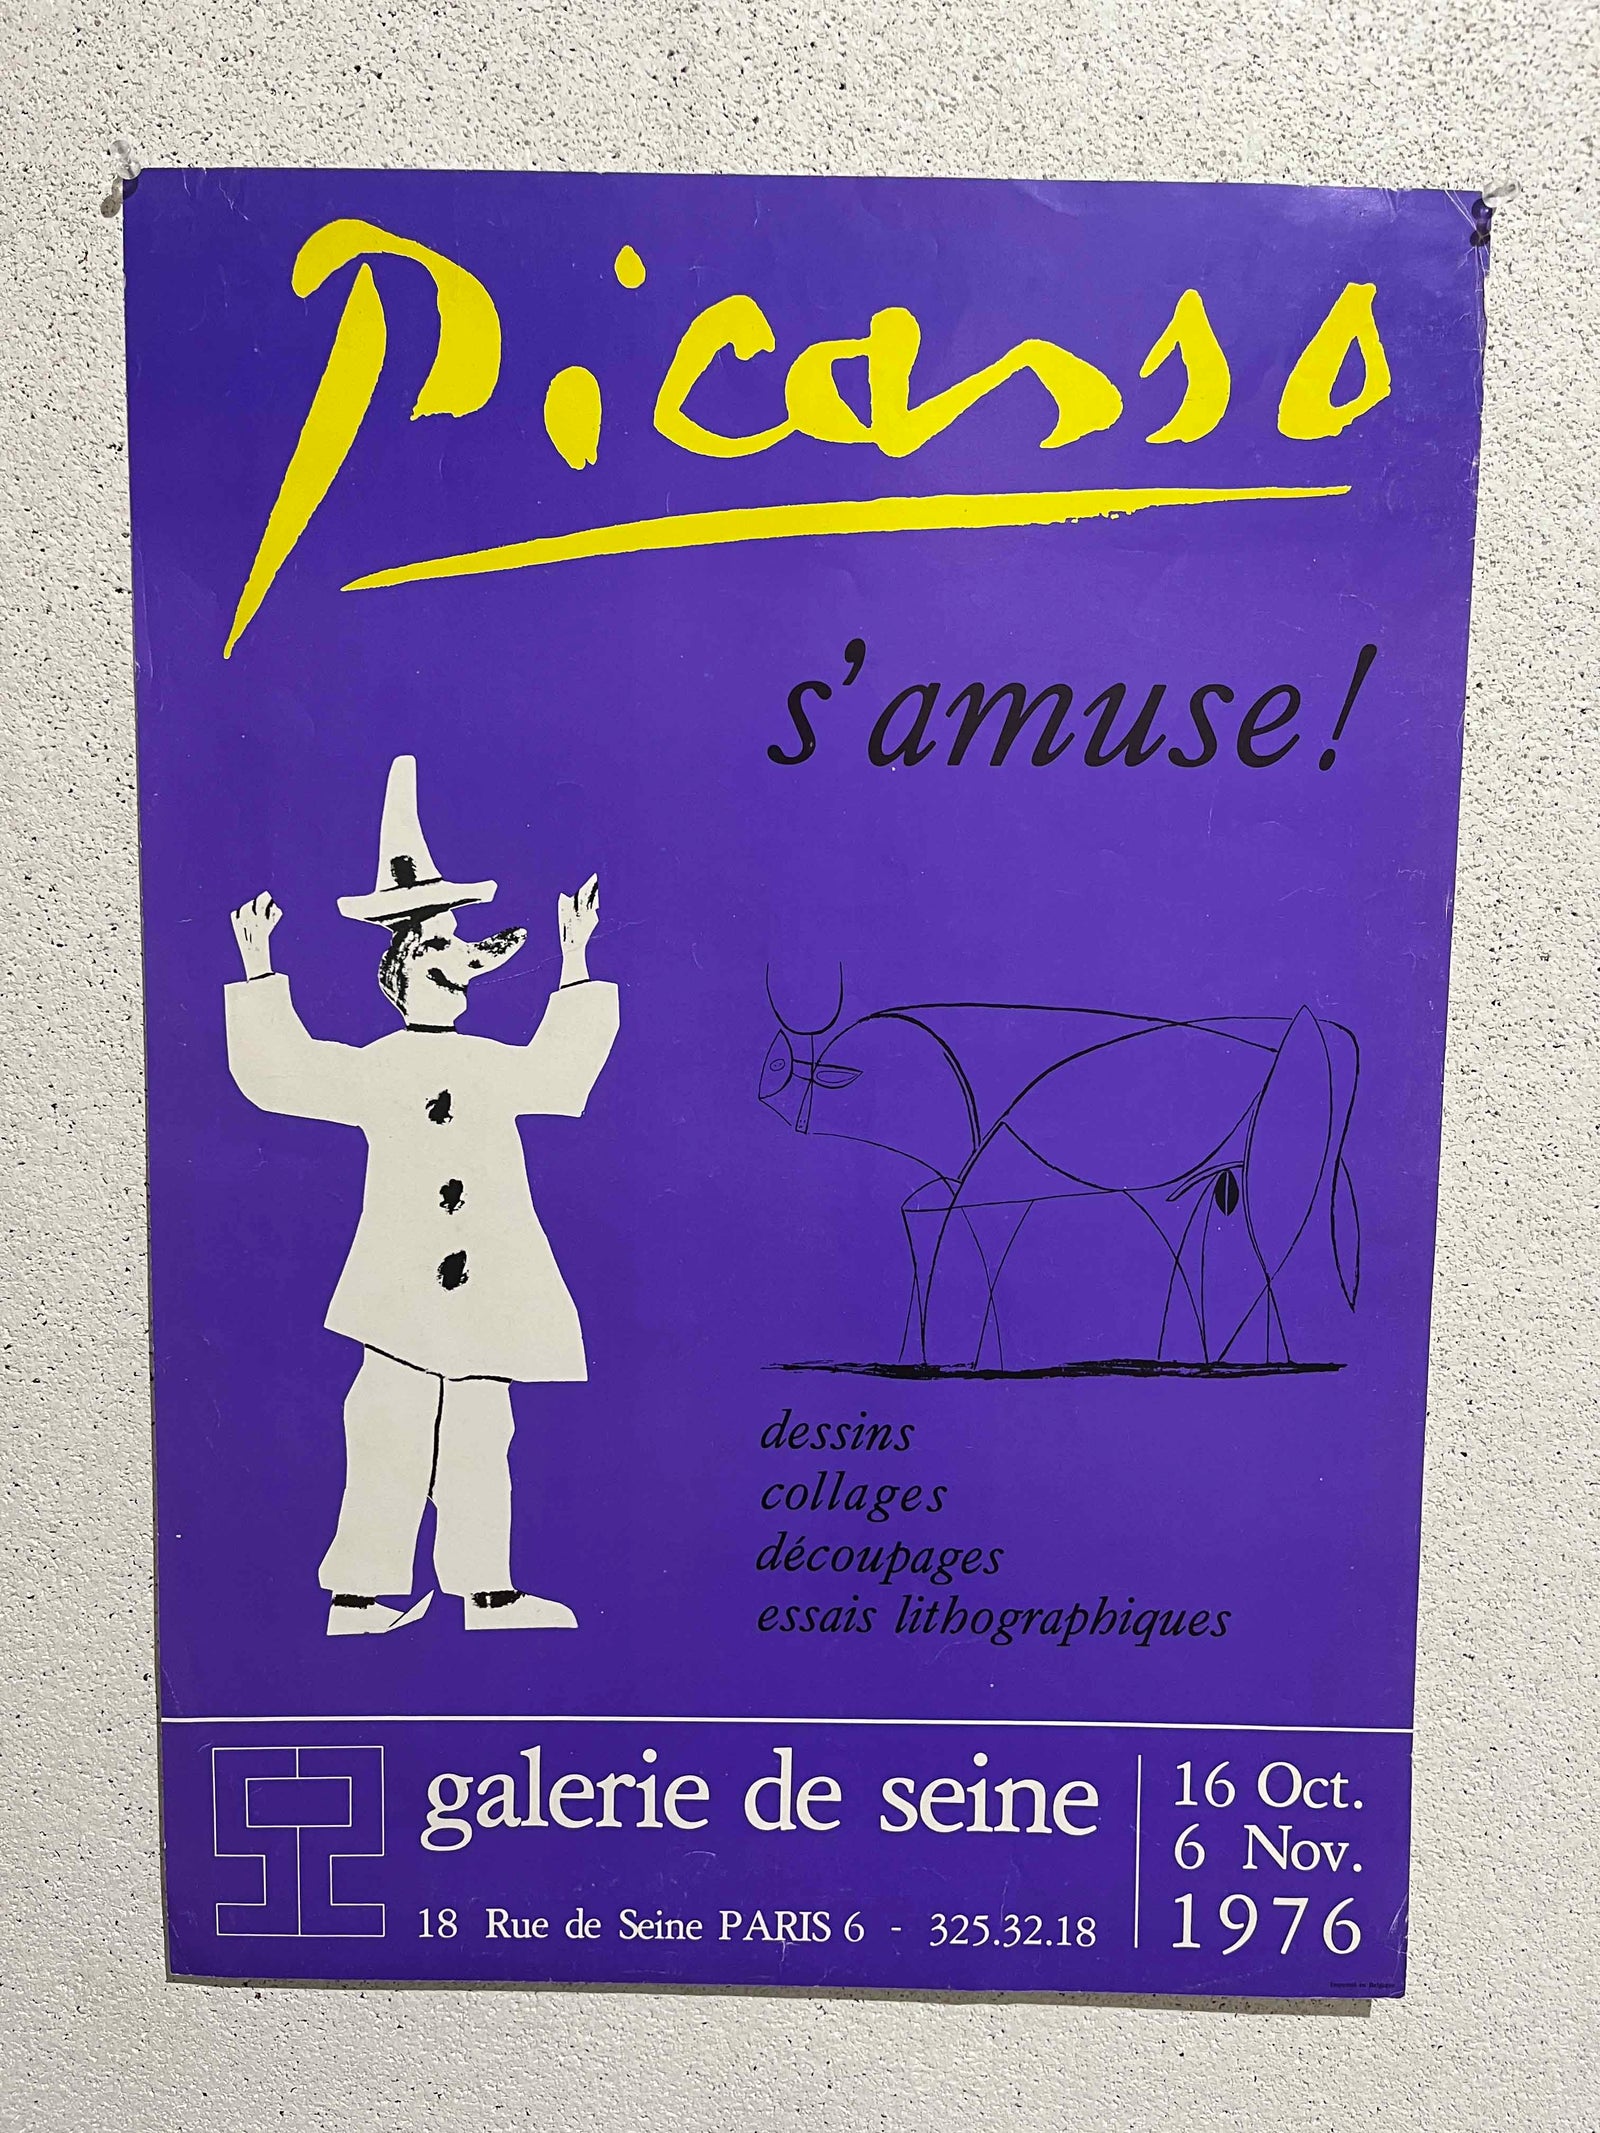 Picasso
s'amuse!
dessins
collages
découpages
essais lithographiques
galerie de seine
18 Rue de Seine PARIS 6 - 325.32.18
16 Oct.
6 Nov.
1976